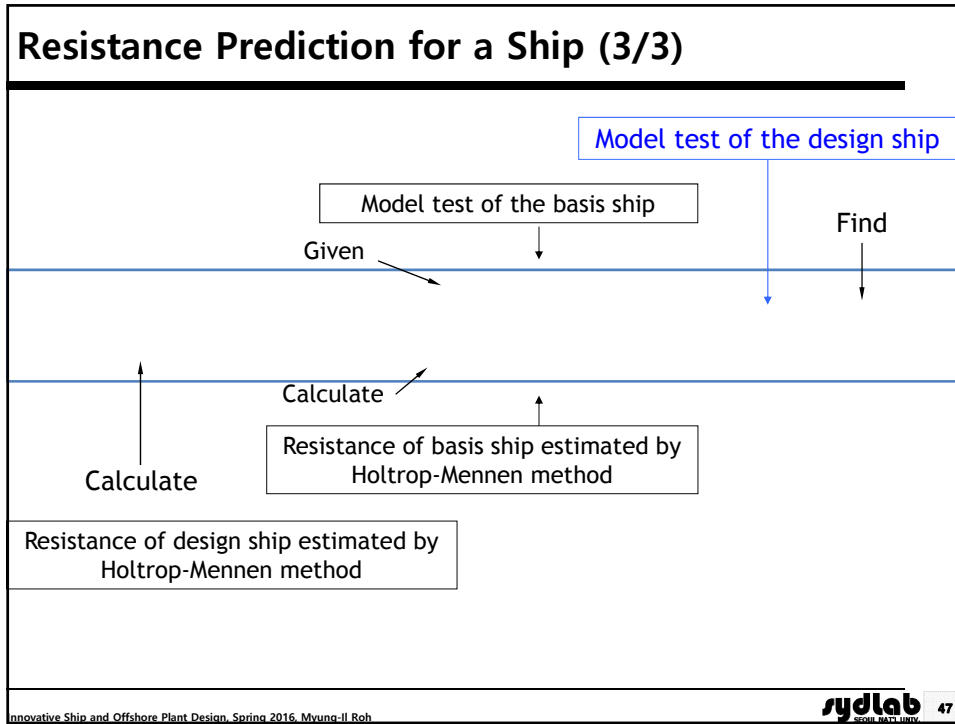 Resistance Prediction for a Ship (3/3)
Model test of the design ship
Model test of the basis ship
Find
Given
Calculate
Resistance of basis ship estimated by
Holtrop-Mennen method
Calculate
Resistance of design ship estimated by
Holtrop-Mennen method
nnovative Ship and Offshore Plant Design, Spring 2016, Myung-Il Roh
sydlab
SEOUL NAT'L UNIV.
47